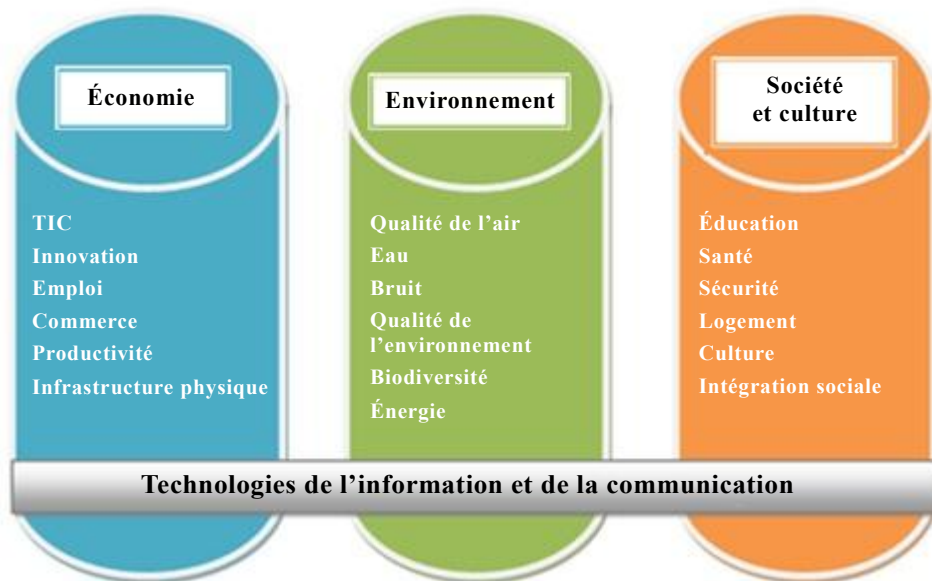 Économie
TIC
Innovation
Emploi
Commerce
Productivité
Infrastructure physique
Environnement
Qualité de l’air
Eau
Bruit
Qualité de
l’environnement
Biodiversité
Énergie
Société
et culture
Éducation
Santé
Sécurité
Logement
Culture
Intégration sociale
Technologies de l’information et de la communication